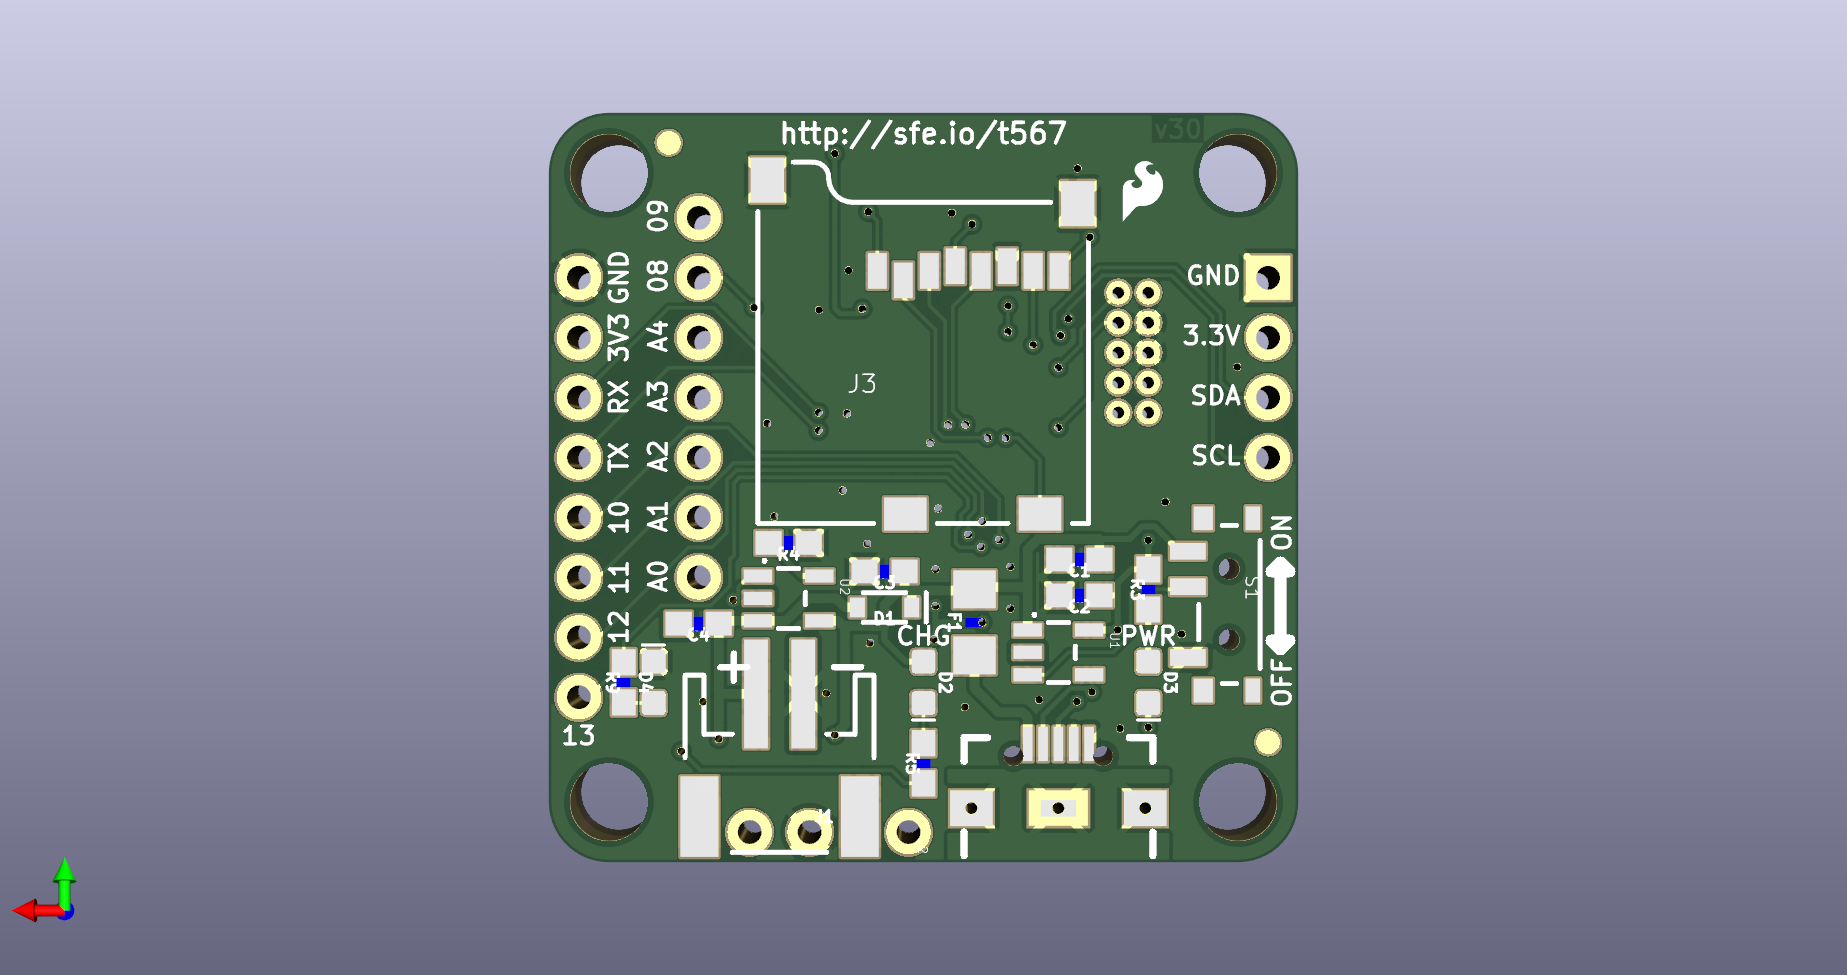 http://sfe.io/t567
v30
09
08
GND
3V3
A4
RX
A3
TX
A2
10
A1
11
A0
12
13
J3
GND
3.3V
SDA
SCL
ON
OFF
S1
R4
C3
U2
D1
CHG
F1
C1
C2
R3
U1
PWR
C4
R9
D4
+
−
D2
D3
R5
J1